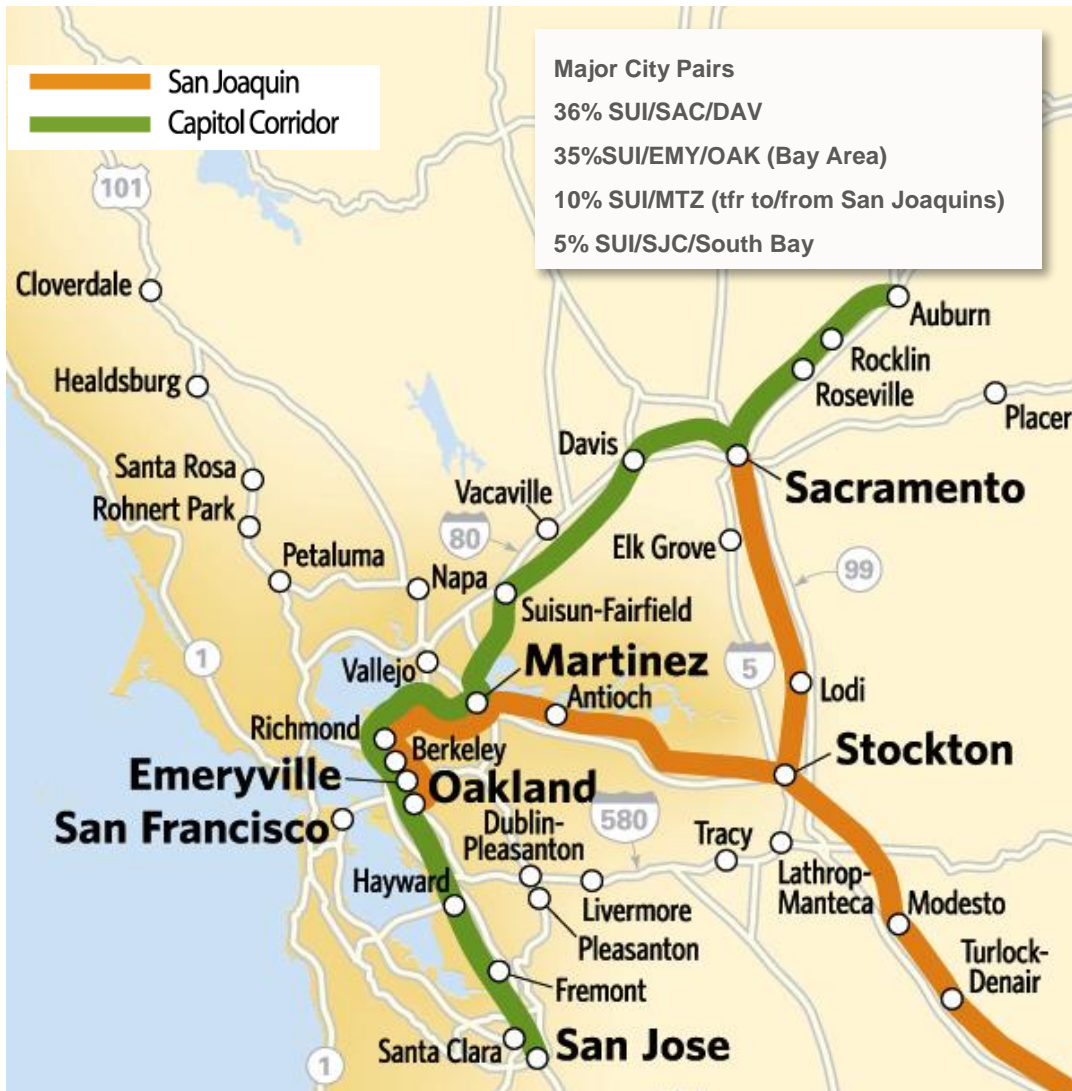 San Joaquin
Capitol Corridor
Major City Pairs
36% SUI/SAC/DAV
35%SUI/EMY/OAK (Bay Area)
10% SUI/MTZ (tfr to/from San Joaquins)
5% SUI/SJC/South Bay
101
Cloverdale
Auburn
Rocklin
Roseville
Healdsburg
Placer
Davis
Sacramento
Santa Rosa
Vacaville
Rohnert Park
80
Elk Grove
Petaluma
99
Napa
Suisun-Fairfield
1
Vallejo
Martinez
5
Antioch
Lodi
Richmond
Berkeley
Stockton
Emeryville
Oakland
San Francisco
580
Dublin-
Pleasanton
Tracy
Lathrop-
Manteca
Hayward
Livermore
Modesto
Pleasanton
Turlock-
Denair
Fremont
Santa Clara
San Jose
1